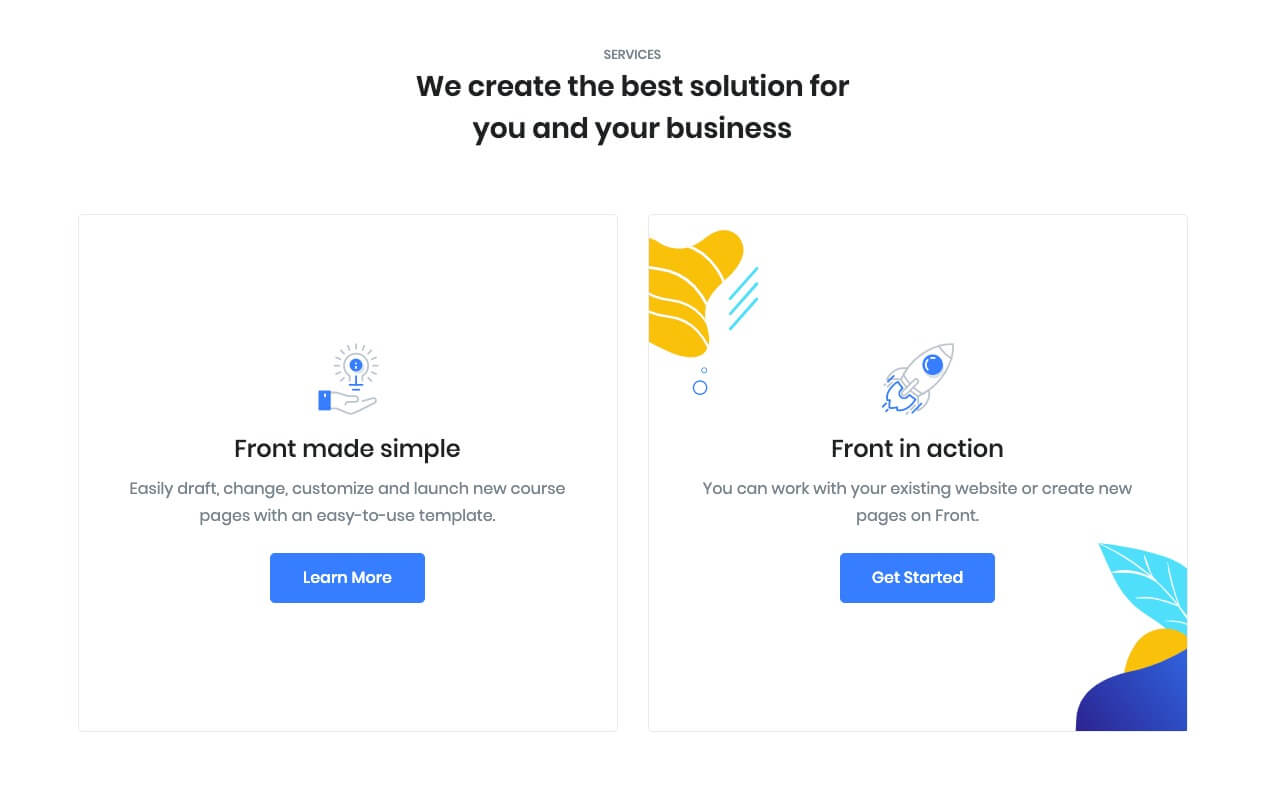 SERVICES
We create the best solution for
you and your business
Front made simple
Easily draft, change, customize and launch new course
pages with an easy-to-use template.
Learn More
Front in action
You can work with your existing website or create new
pages on Front.
Get Started